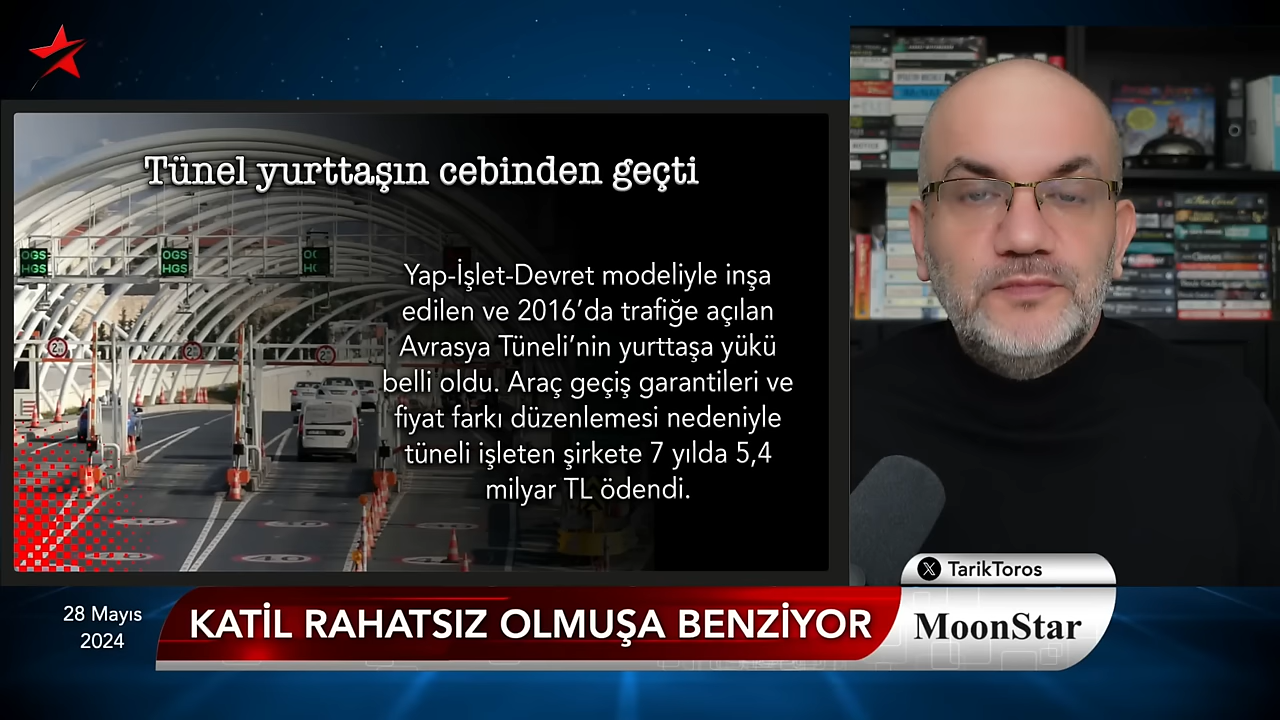 Tünel yurttaşın cebinden geçti
OGS
HGS
OGS
HGS
Yap-İşlet-Devret modeliyle inşa
edilen ve 2016’da trafiğe açılan
Avrasya Tüneli’nin yurttaşa yükü
belli oldu. Araç geçiş garantileri ve
fiyat farkı düzenlemesi nedeniyle
tüneli işleten şirkete 7 yılda 5,4
milyar TL ödendi.
TarikToros
28 Mayıs
2024
KATİL RAHATSIZ OLMUŞA BENZİYOR
MoonStar